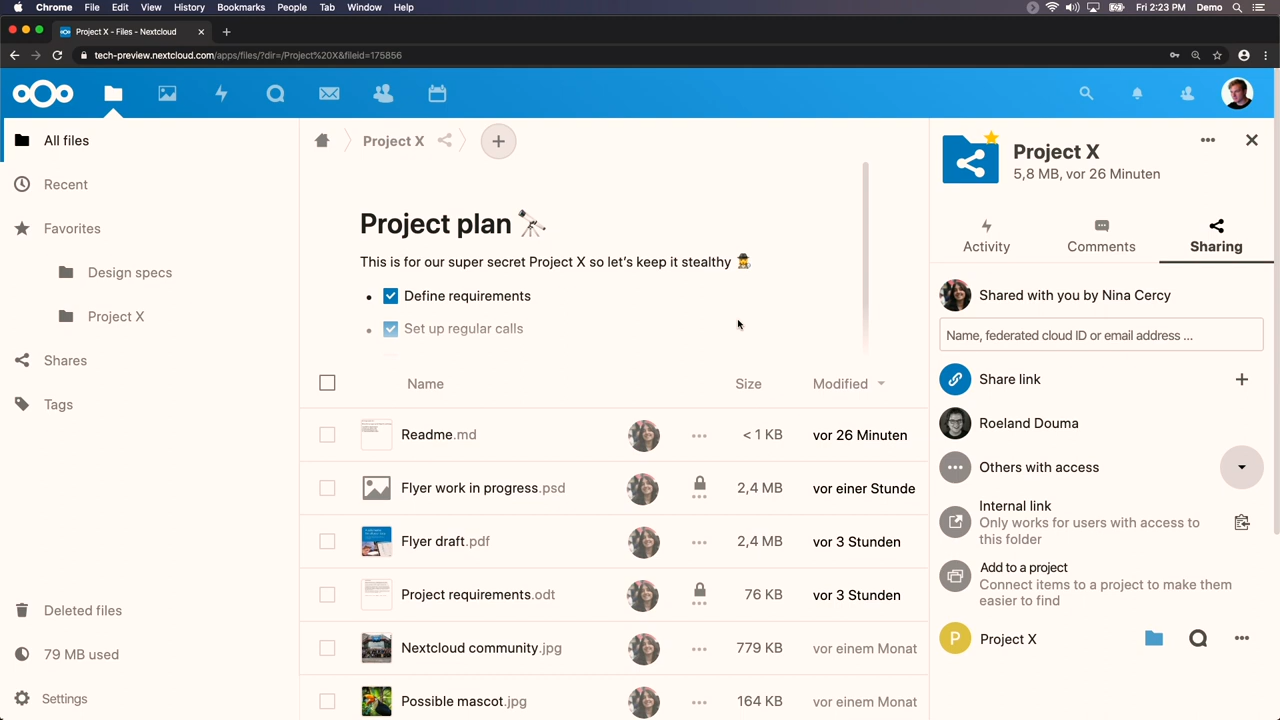 Chrome File Edit View History Bookmarks People Tab Window Help Fri 2:23 PM Demo
Project X - Files - Nextcloud
tech-preview.nextcloud.com/apps/files/?dir=/Project%20X&fileid=175856
All files
Recent
Favorites
Design specs
Project X
Shares
Tags
Deleted files
79 MB used
Settings
Project X
Project plan
This is for our super secret Project X so let's keep it stealthy
Define requirements
Set up regular calls
Name Size Modified
Readme.md < 1 KB vor 26 Minuten
Flyer work in progress.psd 2,4 MB vor einer Stunde
Flyer draft.pdf 2,4 MB vor 3 Stunden
Project requirements.odt 76 KB vor 3 Stunden
Nextcloud community.jpg 779 KB vor einem Monat
Possible mascot.jpg 164 KB vor einem Monat
Project X
5,8 MB, vor 26 Minuten
Activity Comments Sharing
Shared with you by Nina Cercy
Name, federated cloud ID or email address ...
Share link
Roeland Douma
Others with access
Internal link
Only works for users with access to
this folder
Add to a project
Connect items to a project to make them
easier to find
P Project X